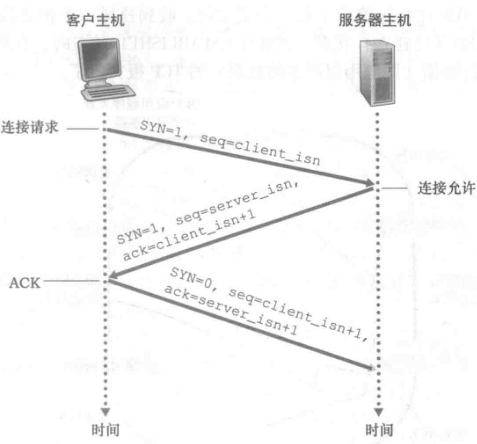 客户主机
服务器主机
连接请求
SYN=1, seq=client_isn
连接允许
SYN=1, seq=server_isn,
ack=client_isn+1
ACK
SYN=0, seq=client_isn+1,
ack=server_isn+1
时间
时间